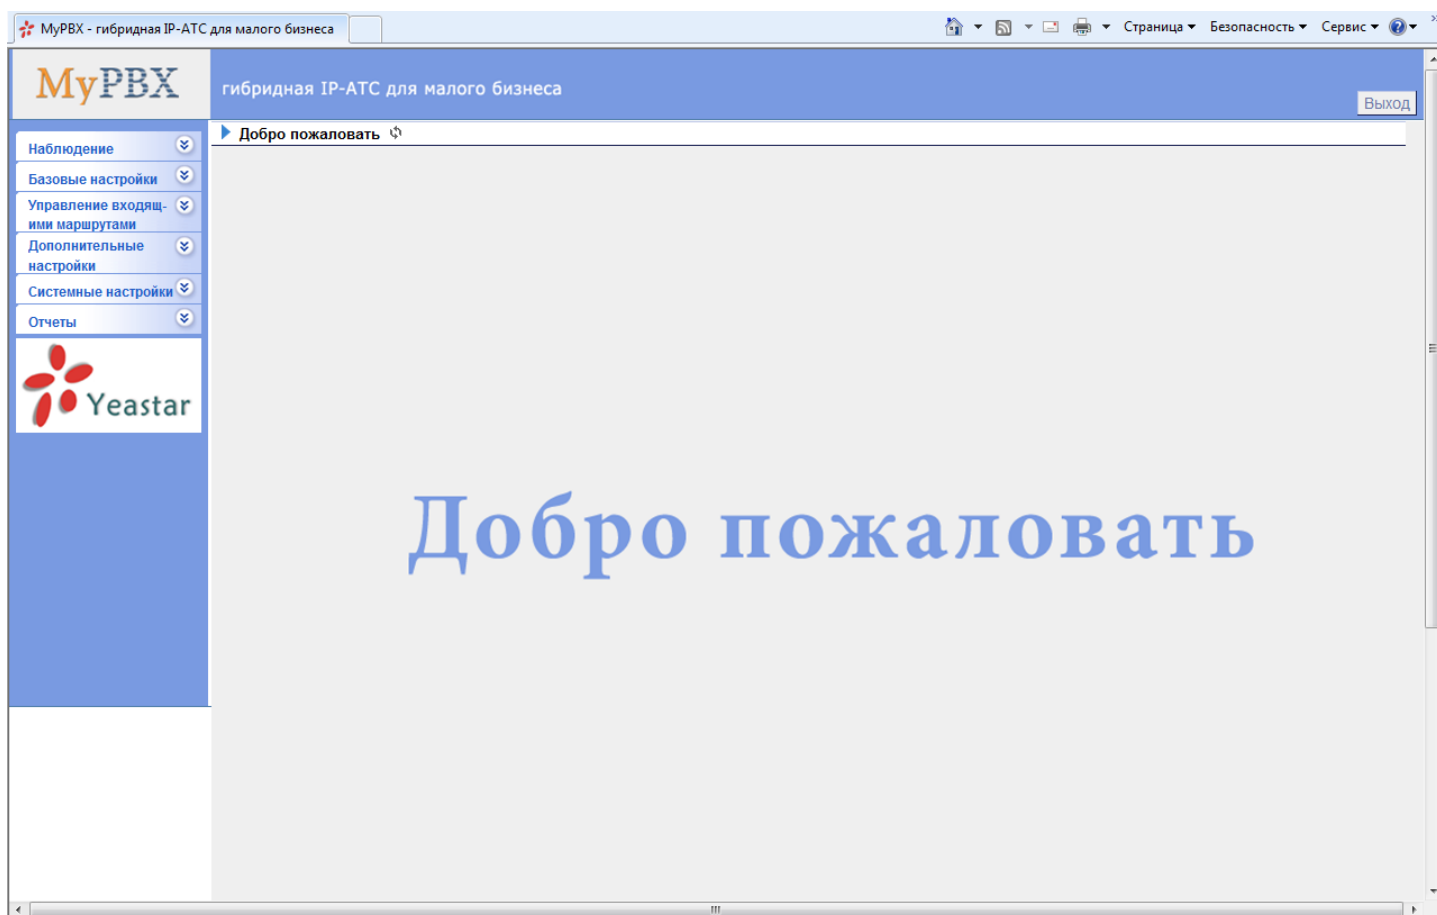 MyPBX - гибридная IP-АТС для малого бизнеса
Страница
Безопасность
Сервис
MyPBX
гибридная IP-АТС для малого бизнеса
Выход
Добро пожаловать
Наблюдение
Базовые настройки
Управление входящ-
ими маршрутами
Дополнительные
настройки
Системные настройки
Отчеты
Yeastar
Добро пожаловать